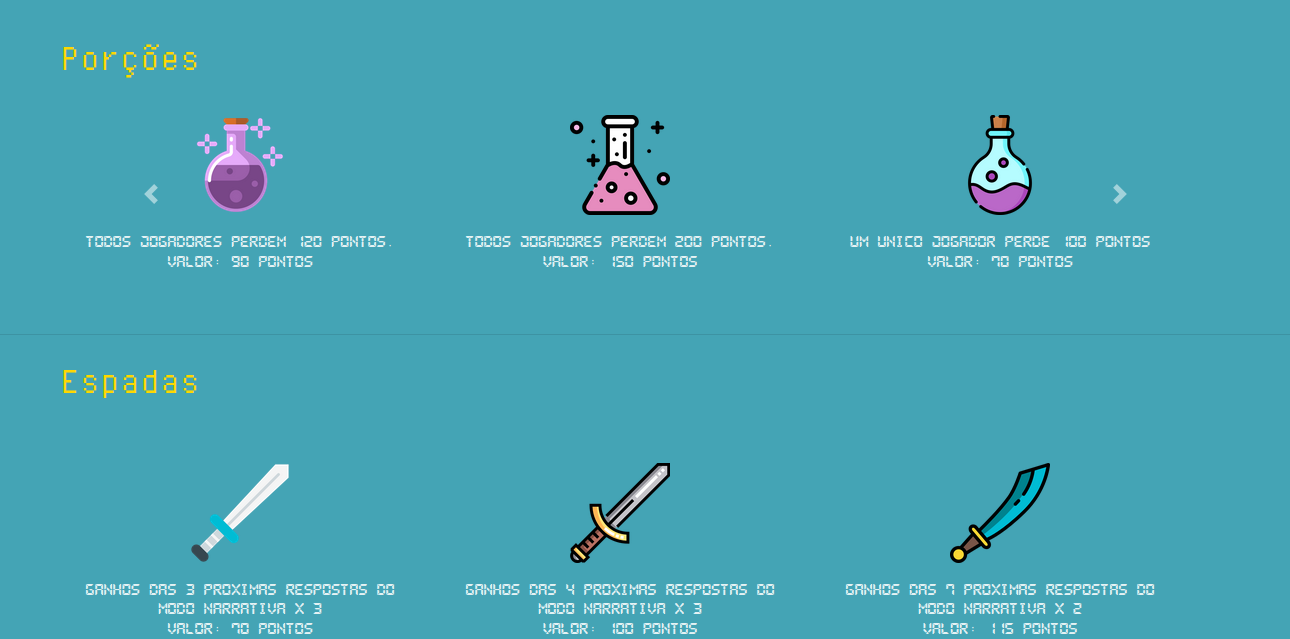 Porções
TODOS JOGADORES PERDEM 120 PONTOS.
VALOR: 90 PONTOS
TODOS JOGADORES PERDEM 200 PONTOS.
VALOR: 150 PONTOS
UM UNICO JOGADOR PERDE 100 PONTOS
VALOR: 70 PONTOS
Espadas
GANHOS DAS 3 PROXIMAS RESPOSTAS DO
MODO NARRATIVA X 3
VALOR: 70 PONTOS
GANHOS DAS 4 PROXIMAS RESPOSTAS DO
MODO NARRATIVA X 3
VALOR: 100 PONTOS
GANHOS DAS 7 PROXIMAS RESPOSTAS DO
MODO NARRATIVA X 2
VALOR: 115 PONTOS